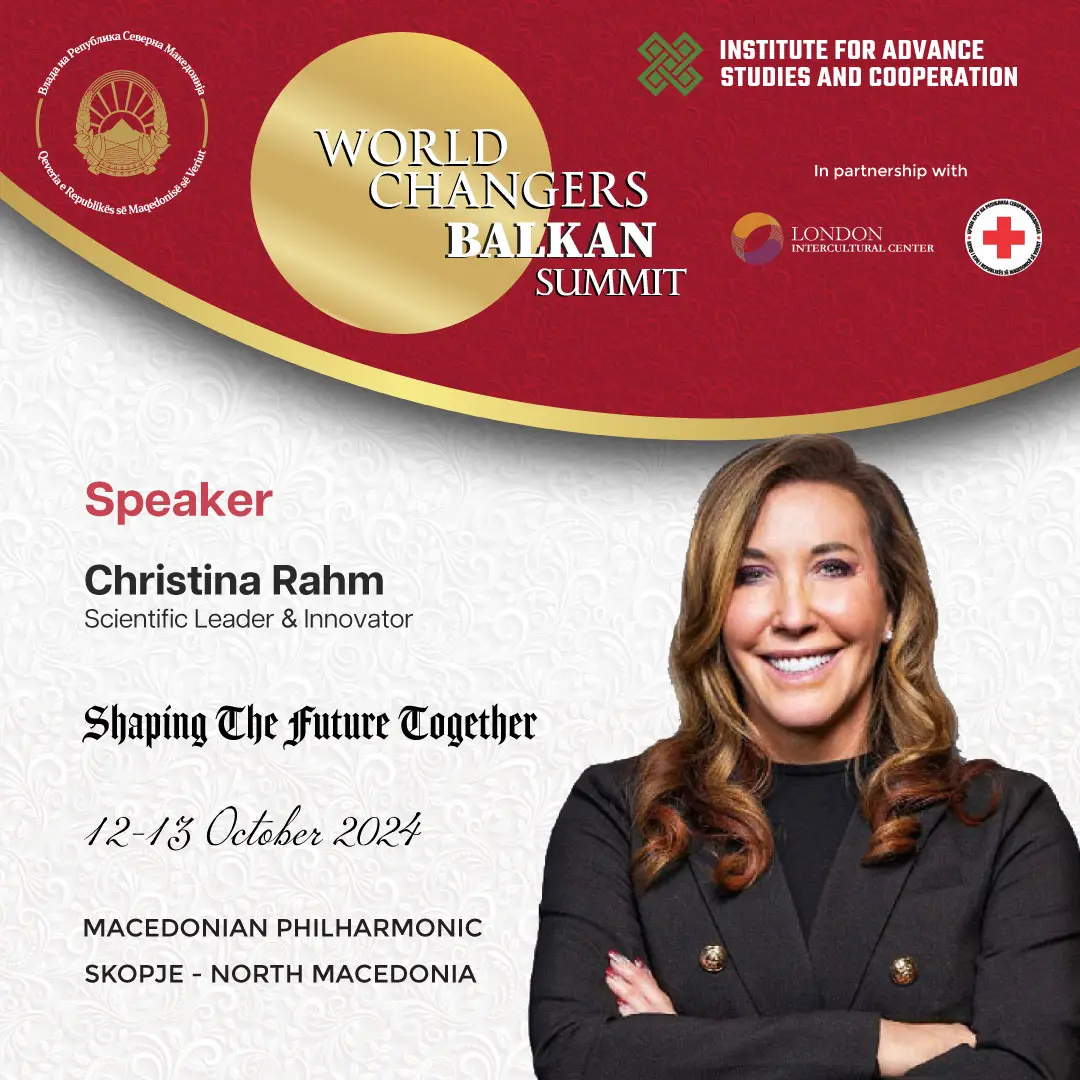 Влада на Република Северна Македонија
Qeveria e Republikës së Maqedonisë së Veriut
WORLD
CHANGERS
BALKAN
SUMMIT
INSTITUTE FOR ADVANCE
STUDIES AND COOPERATION
In partnership with
LONDON
INTERCULTURAL CENTER
Speaker
Christina Rahm
Scientific Leader & Innovator
Shaping The Future Together
12-13 October 2024
MACEDONIAN PHILHARMONIC
SKOPJE - NORTH MACEDONIA